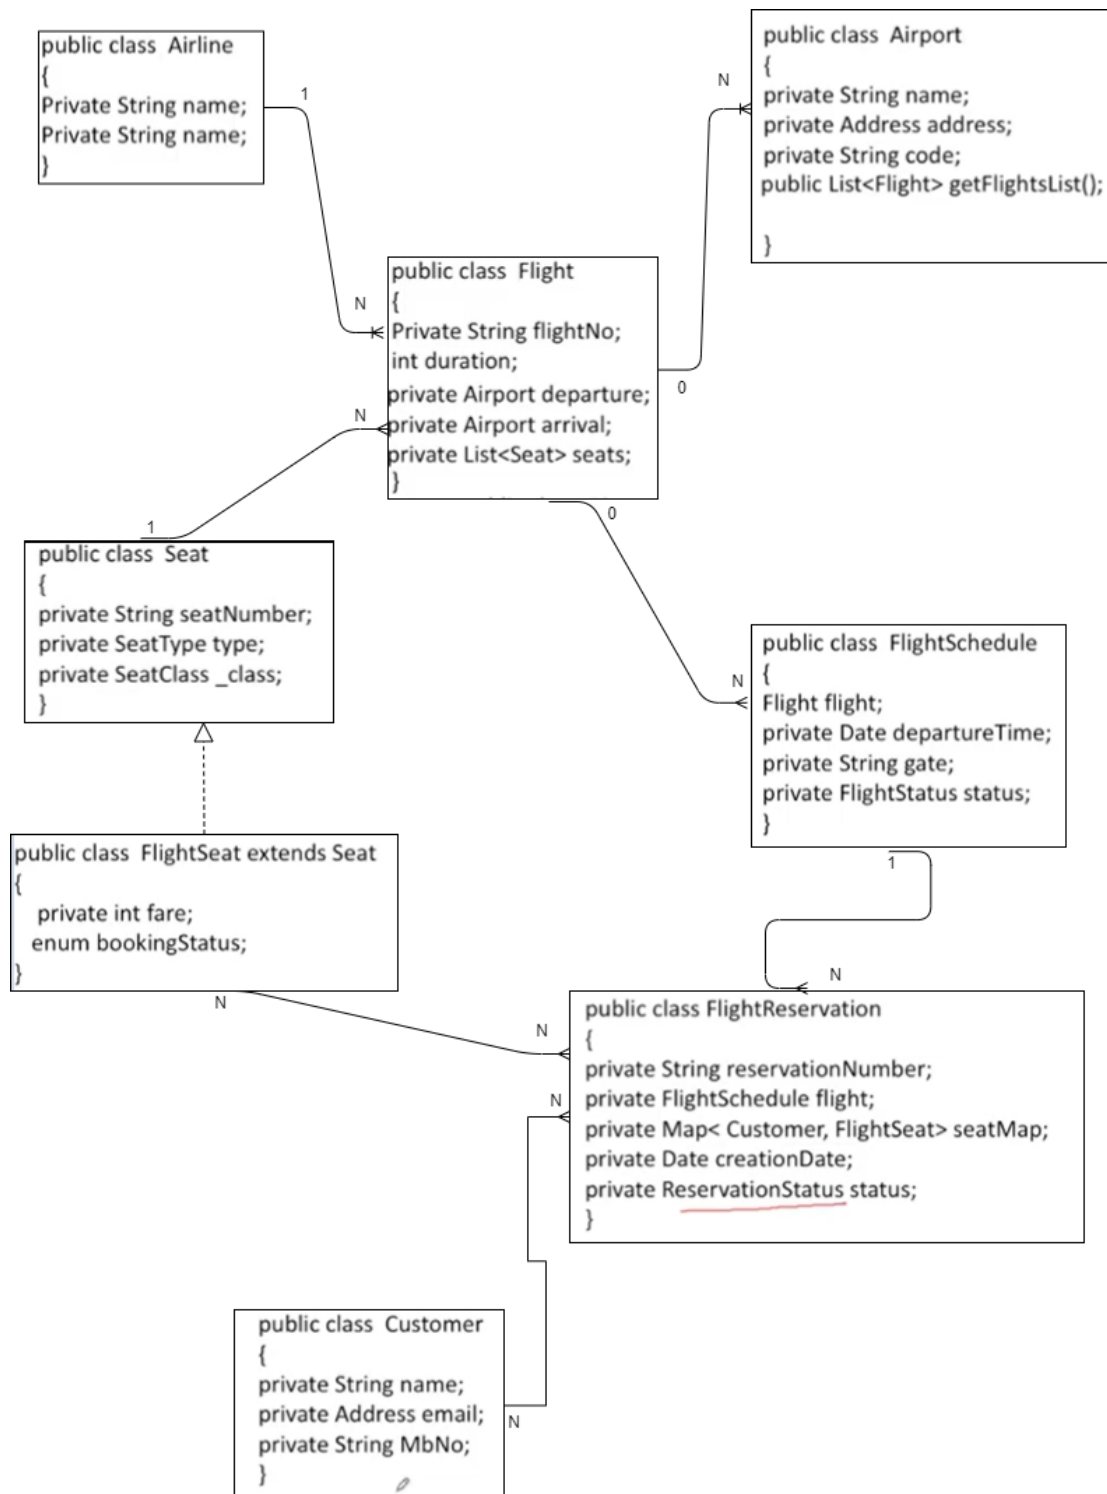 public class Airline
{
Private String name;
Private String name;
}
1
N
public class Airport
{
private String name;
private Address address;
private String code;
public List<Flight> getFlightsList();
}
N
0
public class Flight
{
Private String flightNo;
int duration;
private Airport departure;
private Airport arrival;
private List<Seat> seats;
}
N
1
0
N
public class Seat
{
private String seatNumber;
private SeatType type;
private SeatClass _class;
}
public class FlightSchedule
{
Flight flight;
private Date departureTime;
private String gate;
private FlightStatus status;
}
1
N
public class FlightSeat extends Seat
{
private int fare;
enum bookingStatus;
}
N
N
public class FlightReservation
{
private String reservationNumber;
private FlightSchedule flight;
private Map< Customer, FlightSeat> seatMap;
private Date creationDate;
private ReservationStatus status;
}
N
N
public class Customer
{
private String name;
private Address email;
private String MbNo;
}